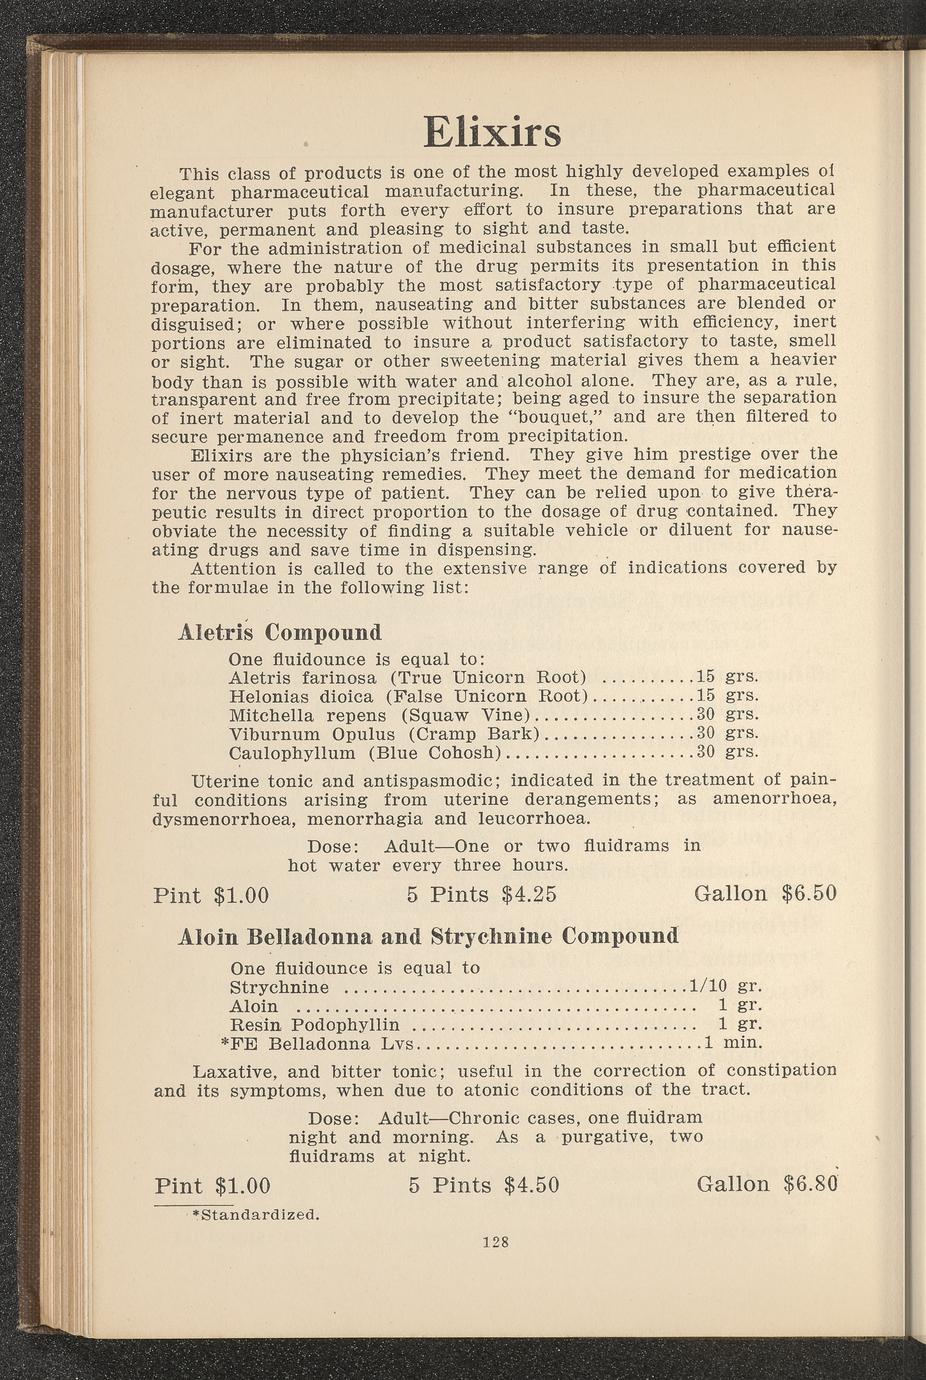 Elixirs
This class of products is one of the most highly developed examples of
elegant pharmaceutical manufacturing. In these, the pharmaceutical
manufacturer puts forth every effort to insure preparations that are
active, permanent and pleasing to sight and taste.
For the administration of medicinal substances in small but efficient
dosage, where the nature of the drug permits its presentation in this
form, they are probably the most satisfactory type of pharmaceutical
preparation. In them, nauseating and bitter substances are blended or
disguised; or where possible without interfering with efficiency, inert
portions are eliminated to insure a product satisfactory to taste, smell
or sight. The sugar or other sweetening material gives them a heavier
body than is possible with water and alcohol alone. They are, as a rule,
transparent and free from precipitate; being aged to insure the separation
of inert material and to develop the “bouquet,” and are then filtered to
secure permanence and freedom from precipitation.
Elixirs are the physician's friend. They give him prestige over the
user of more nauseating remedies. They meet the demand for medication
for the nervous type of patient. They can be relied upon to give thera-
peutic results in direct proportion to the dosage of drug contained. They
obviate the necessity of finding a suitable vehicle or diluent for nause-
ating drugs and save time in dispensing.
Attention is called to the extensive range of indications covered by
the formulae in the following list:
Aletris Compound
One fluidounce is equal to:
Aletris farinosa (True Unicorn Root) ..........15 grs.
Helonias dioica (False Unicorn Root)...........15 grs.
Mitchella repens (Squaw Vine).................30 grs.
Viburnum Opulus (Cramp Bark)................30 grs.
Caulophyllum (Blue Cohosh)....................30 grs.
Uterine tonic and antispasmodic; indicated in the treatment of pain-
ful conditions arising from uterine derangements; as amenorrhoea,
dysmenorrhoea, menorrhagia and leucorrhoea.
Dose: Adult—One or two fluidrams in
hot water every three hours.
Pint $1.00 5 Pints $4.25 Gallon $6.50
Aloin Belladonna and Strychnine Compound
One fluidounce is equal to
Strychnine ....................................1/10 gr.
Aloin .......................................... 1 gr.
Resin Podophyllin .............................. 1 gr.
*FE Belladonna Lvs..............................1 min.
Laxative, and bitter tonic; useful in the correction of constipation
and its symptoms, when due to atonic conditions of the tract.
Dose: Adult—Chronic cases, one fluidram
night and morning. As a purgative, two
fluidrams at night.
Pint $1.00 5 Pints $4.50 Gallon $6.80
*Standardized.
128